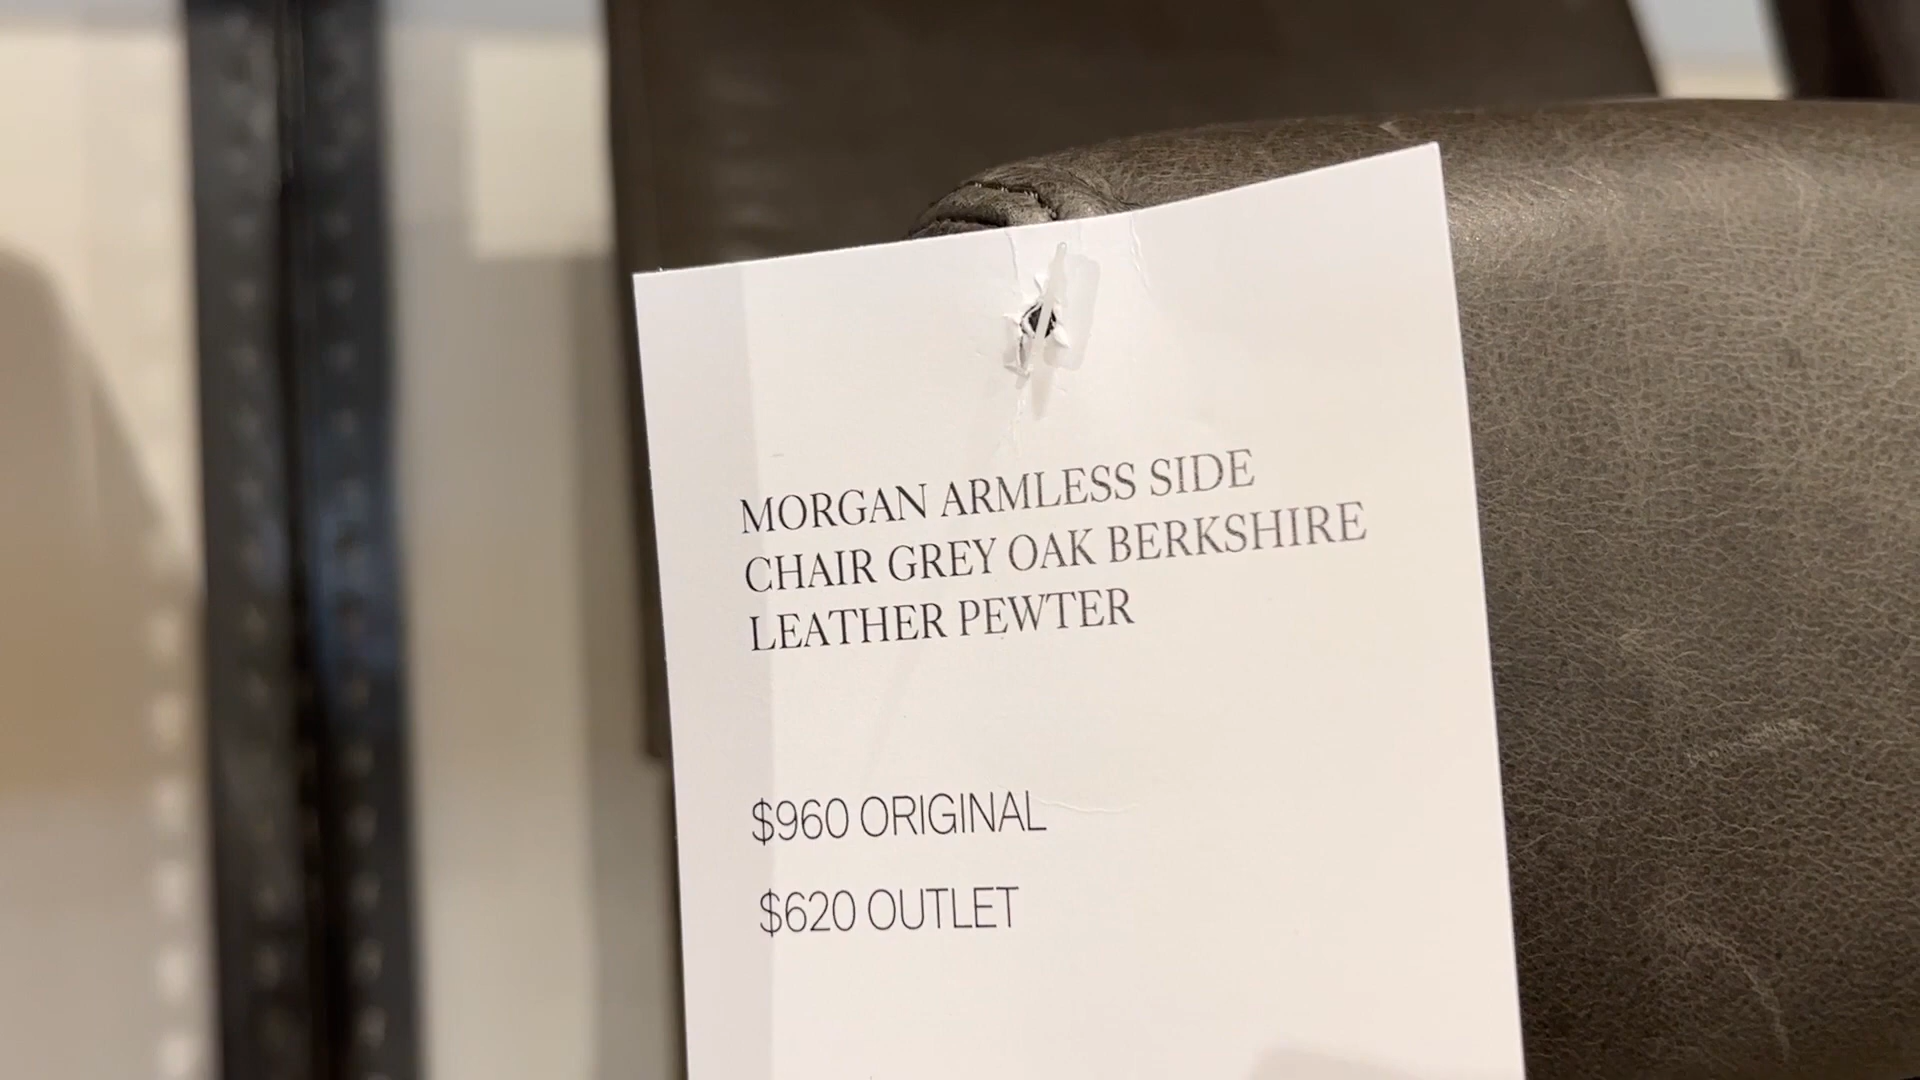 MORGAN ARMLESS SIDE
CHAIR GREY OAK BERKSHIRE
LEATHER PEWTER
$960 ORIGINAL
$620 OUTLET